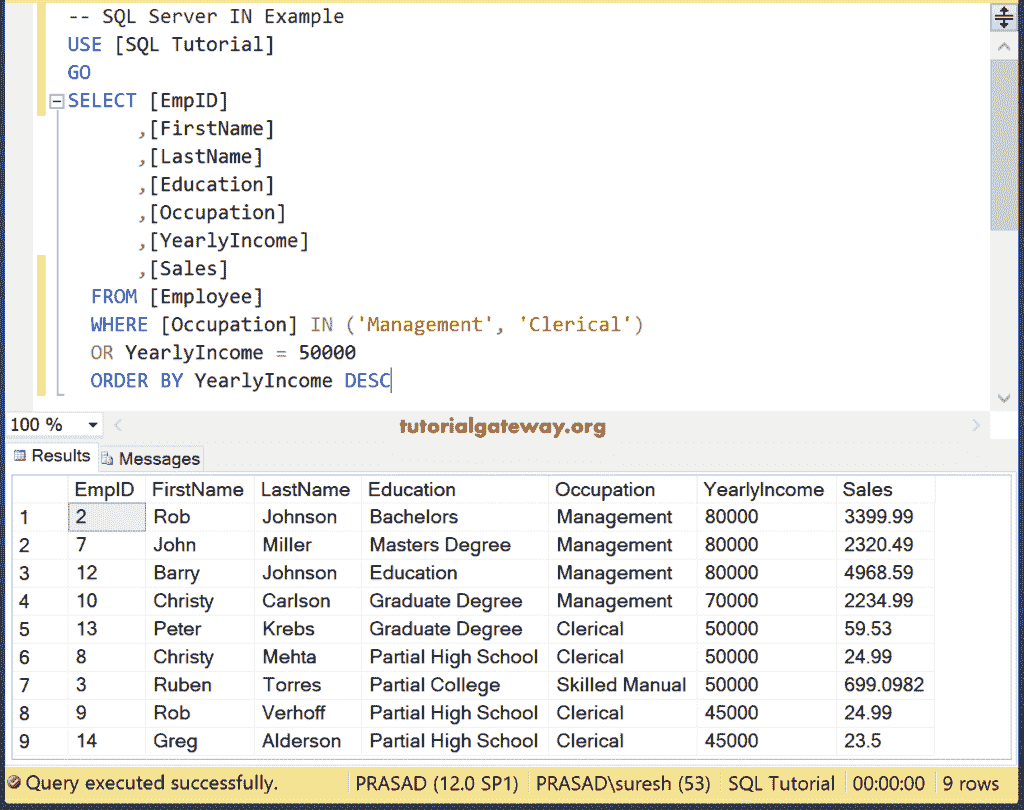 -- SQL Server IN Example
USE [SQL Tutorial]
GO
SELECT [EmpID]
,[FirstName]
,[LastName]
,[Education]
,[Occupation]
,[YearlyIncome]
,[Sales]
FROM [Employee]
WHERE [Occupation] IN ('Management', 'Clerical')
OR YearlyIncome = 50000
ORDER BY YearlyIncome DESC
100 %
tutorialgateway.org
Results Messages
EmpID FirstName LastName Education Occupation YearlyIncome Sales
1 2 Rob Johnson Bachelors Management 80000 3399.99
2 7 John Miller Masters Degree Management 80000 2320.49
3 12 Barry Johnson Education Management 80000 4968.59
4 10 Christy Carlson Graduate Degree Management 70000 2234.99
5 13 Peter Krebs Graduate Degree Clerical 50000 59.53
6 8 Christy Mehta Partial High School Clerical 50000 24.99
7 3 Ruben Torres Partial College Skilled Manual 50000 699.0982
8 9 Rob Verhoff Partial High School Clerical 45000 24.99
9 14 Greg Alderson Partial High School Clerical 45000 23.5
Query executed successfully. PRASAD (12.0 SP1) PRASAD\suresh (53) SQL Tutorial 00:00:00 9 rows